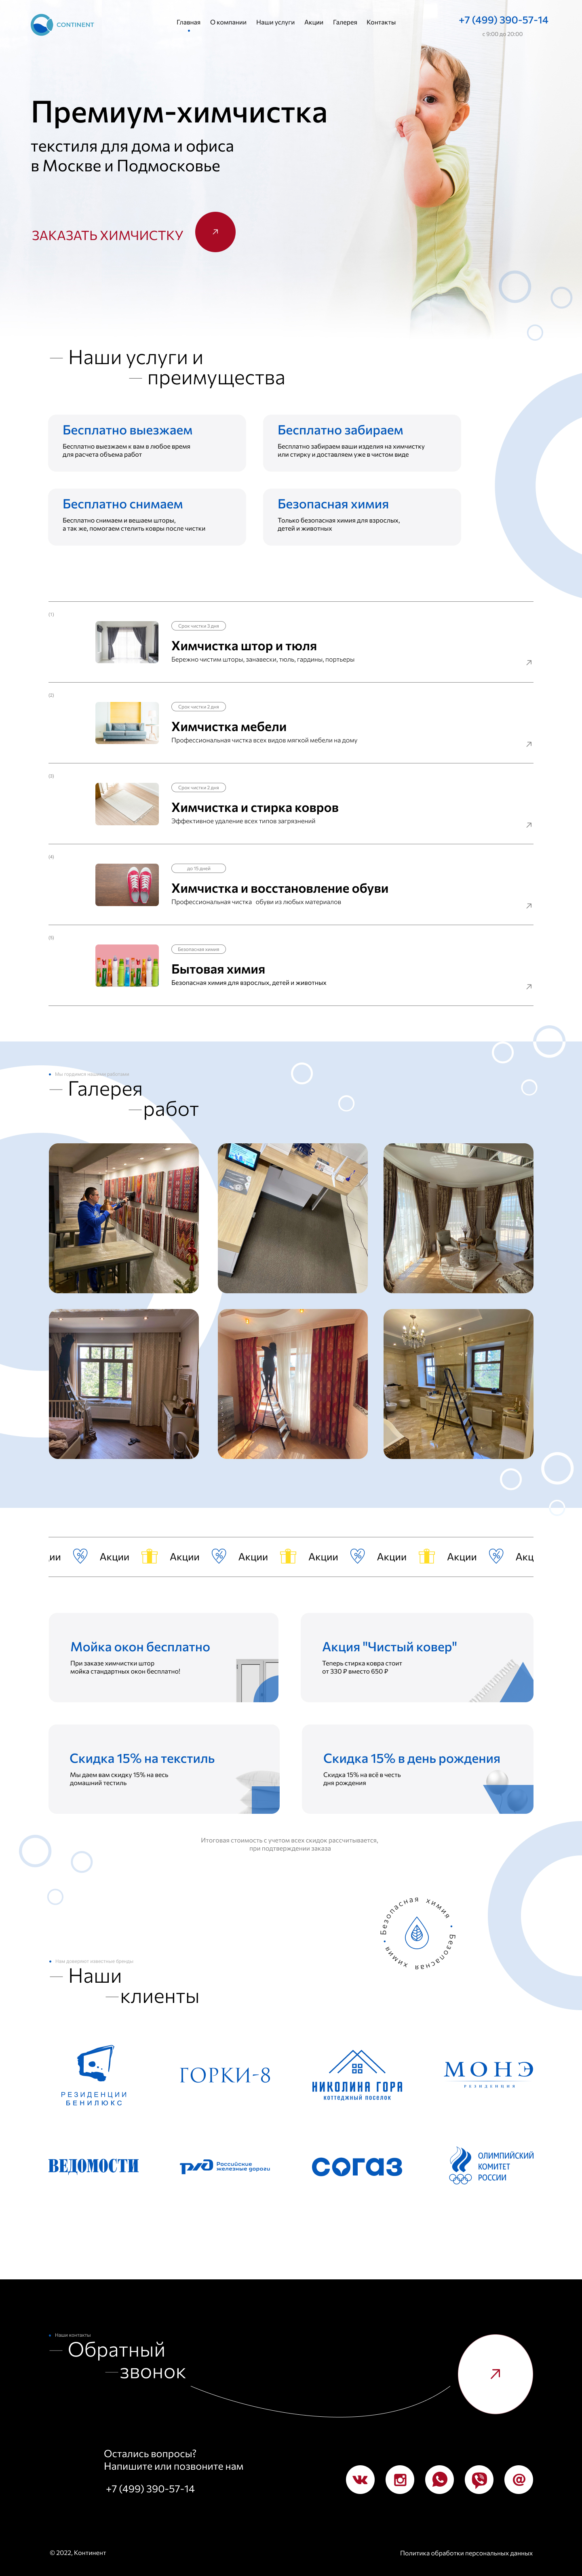 CONTINENT
Главная О компании Наши услуги Акции Галерея Контакты
+7 (499) 390-57-14
с 9:00 до 20:00
Премиум-химчистка
текстиля для дома и офиса
в Москве и Подмосковье
ЗАКАЗАТЬ ХИМЧИСТКУ
Наши услуги и
преимущества
Бесплатно выезжаем
Бесплатно выезжаем к вам в любое время
для расчета объема работ
Бесплатно забираем
Бесплатно забираем ваши изделия на химчистку
или стирку и доставляем уже в чистом виде
Бесплатно снимаем
Бесплатно снимаем и вешаем шторы,
а так же, помогаем стелить ковры после чистки
Безопасная химия
Только безопасная химия для взрослых,
детей и животных
(1)
Срок чистки 3 дня
Химчистка штор и тюля
Бережно чистим шторы, занавески, тюль, гардины, портьеры
(2)
Срок чистки 2 дня
Химчистка мебели
Профессиональная чистка всех видов мягкой мебели на дому
(3)
Срок чистки 2 дня
Химчистка и стирка ковров
Эффективное удаление всех типов загрязнений
(4)
до 15 дней
Химчистка и восстановление обуви
Профессиональная чистка обуви из любых материалов
(5)
Безопасная химия
Бытовая химия
Безопасная химия для взрослых, детей и животных
Мы гордимся нашими работами
Галерея
работ
ии Акции Акции Акции Акции Акции Акции Акц
Мойка окон бесплатно
При заказе химчистки штор
мойка стандартных окон бесплатно!
Акция "Чистый ковер"
Теперь стирка ковра стоит
от 330 ₽ вместо 650 ₽
Скидка 15% на текстиль
Мы даем вам скидку 15% на весь
домашний тестиль
Скидка 15% в день рождения
Скидка 15% на всё в честь
дня рождения
Итоговая стоимость с учетом всех скидок рассчитывается,
при подтверждении заказа
Безопасная химия • Безопасная химия •
Нам доверяют известные бренды
Наши
клиенты
РЕЗИДЕНЦИИ
БЕНИЛЮКС
ГОРКИ-8
НИКОЛИНА ГОРА
коттеджный поселок
МОНЭ
РЕЗИДЕНЦИИ
ВЕДОМОСТИ
ржд Российские
железные дороги
согаз
ОЛИМПИЙСКИЙ
КОМИТЕТ
РОССИИ
Наши контакты
Обратный
звонок
Остались вопросы?
Напишите или позвоните нам
+7 (499) 390-57-14
© 2022, Континент
Политика обработки персональных данных